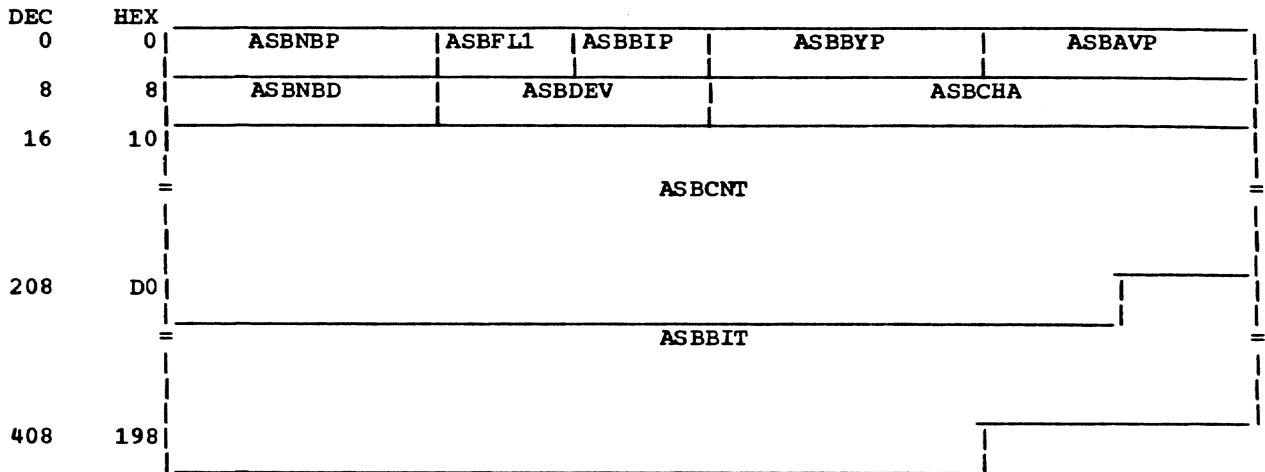 DEC HEX
0 0 ASBNBP ASBFL1 ASBBIP ASBBYP ASBAVP
8 8 ASBNBD ASBDEV ASBCHA
16 10
= ASBCNT =
208 D0
= ASBBIT =
408 198